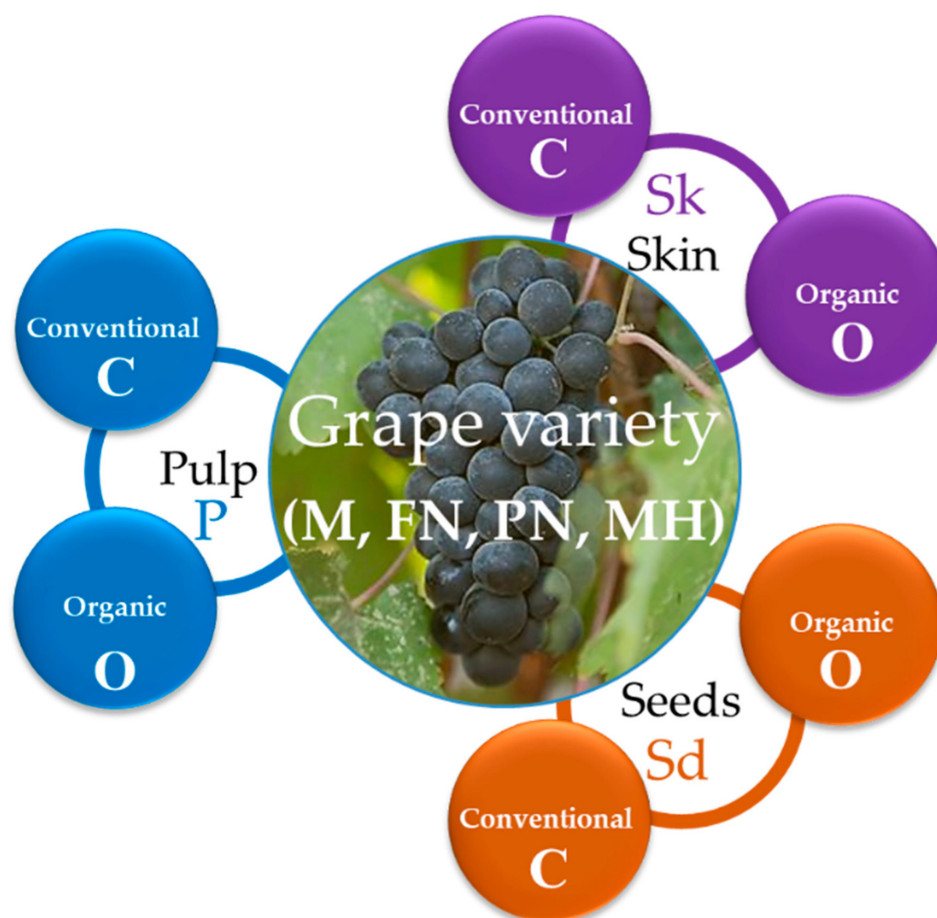 Conventional
C
Sk
Skin
Organic
O
Conventional
C
Pulp
P
Organic
O
Grape variety
(M, FN, PN, MH)
Organic
O
Seeds
Sd
Conventional
C